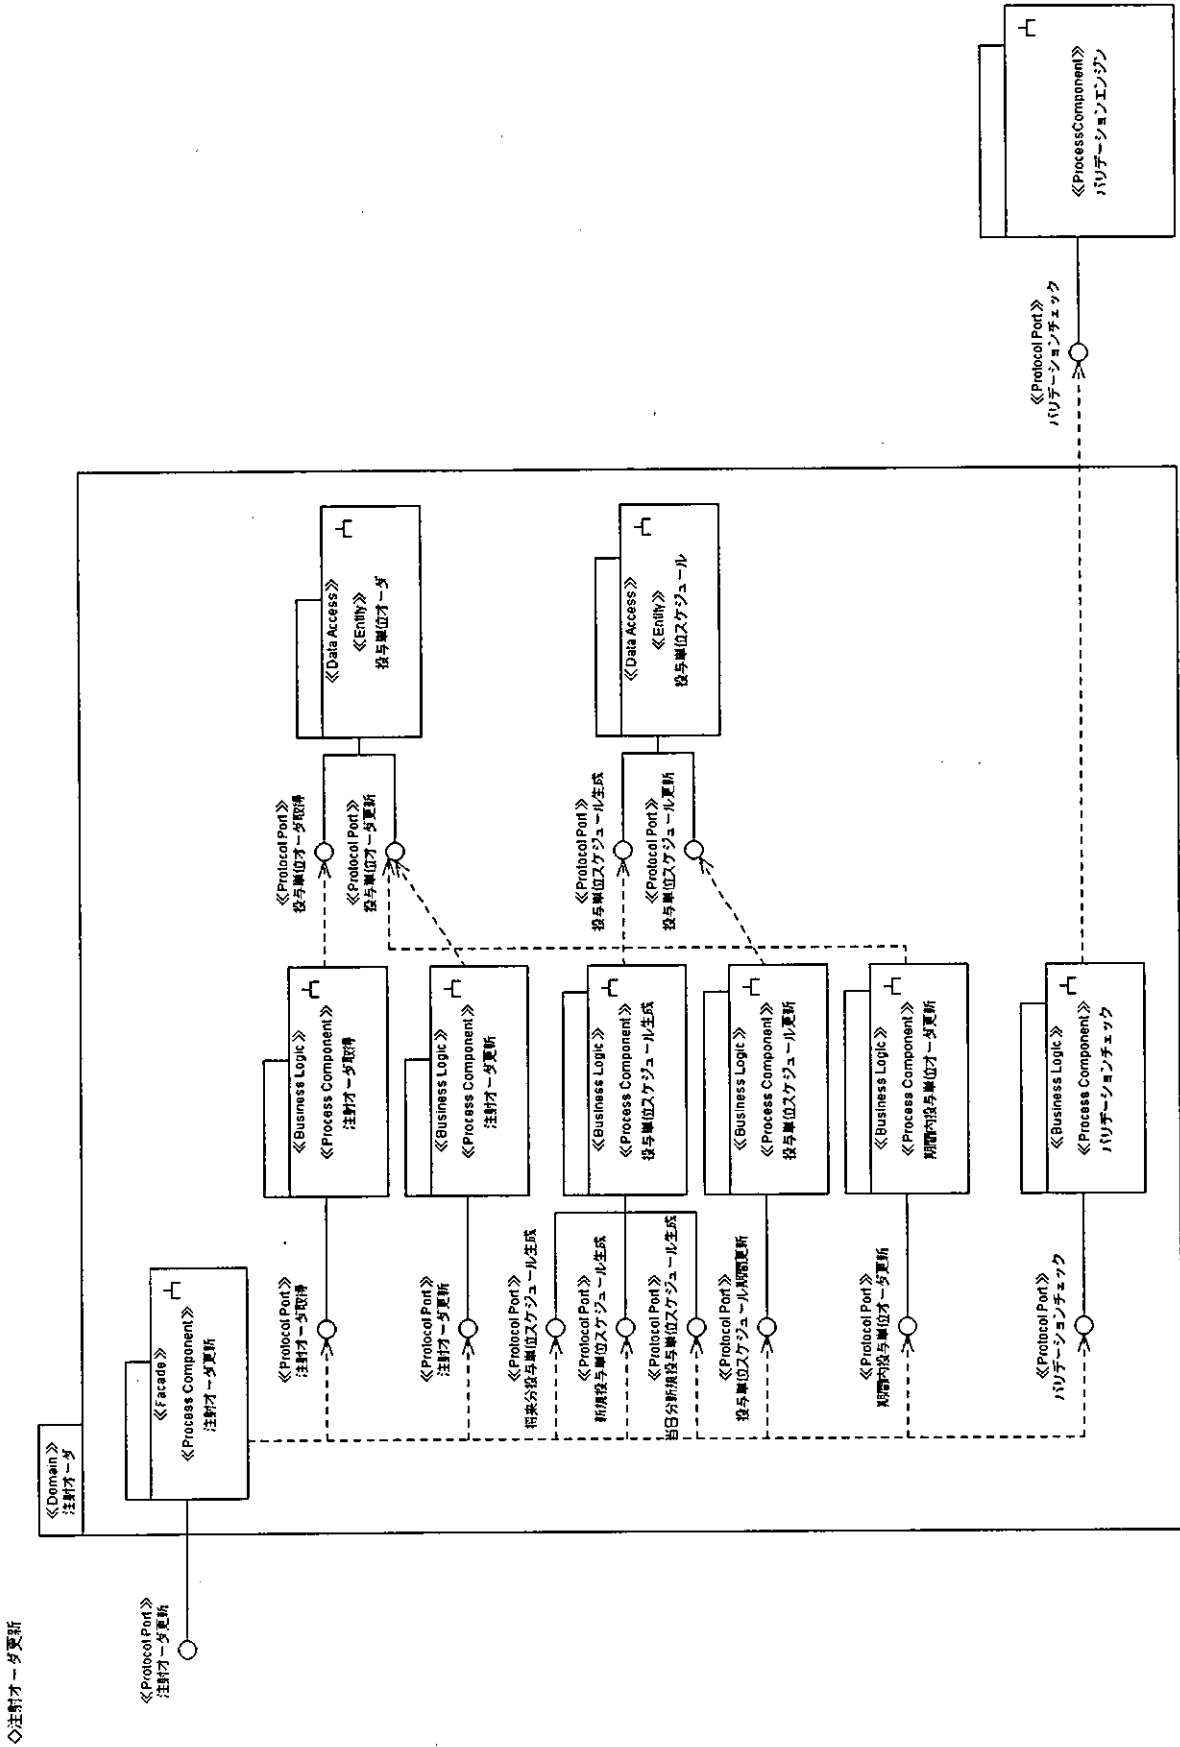 ◇注射オーダ更新
≪Protocol Port≫
注射オーダ更新
≪Domain≫
注射オーダ
≪Facade≫
≪Process Component≫
注射オーダ更新
≪Protocol Port≫
注射オーダ取得
≪Business Logic≫
≪Process Component≫
注射オーダ取得
≪Protocol Port≫
投与単位オーダ取得
≪Protocol Port≫
投与単位オーダ更新
≪Data Access≫
≪Entity≫
投与単位オーダ
≪Protocol Port≫
注射オーダ更新
≪Business Logic≫
≪Process Component≫
注射オーダ更新
≪Protocol Port≫
将来分投与単位スケジュール生成
≪Protocol Port≫
新規投与単位スケジュール生成
≪Protocol Port≫
当日分新規投与単位スケジュール生成
≪Business Logic≫
≪Process Component≫
投与単位スケジュール生成
≪Protocol Port≫
投与単位スケジュール生成
≪Protocol Port≫
投与単位スケジュール更新
≪Data Access≫
≪Entity≫
投与単位スケジュール
≪Protocol Port≫
投与単位スケジュール期間更新
≪Business Logic≫
≪Process Component≫
投与単位スケジュール更新
≪Protocol Port≫
期間内投与単位オーダ更新
≪Business Logic≫
≪Process Component≫
期間内投与単位オーダ更新
≪Protocol Port≫
バリデーションチェック
≪Business Logic≫
≪Process Component≫
バリデーションチェック
≪Protocol Port≫
バリデーションチェック
≪ProcessComponent≫
バリデーションエンジン